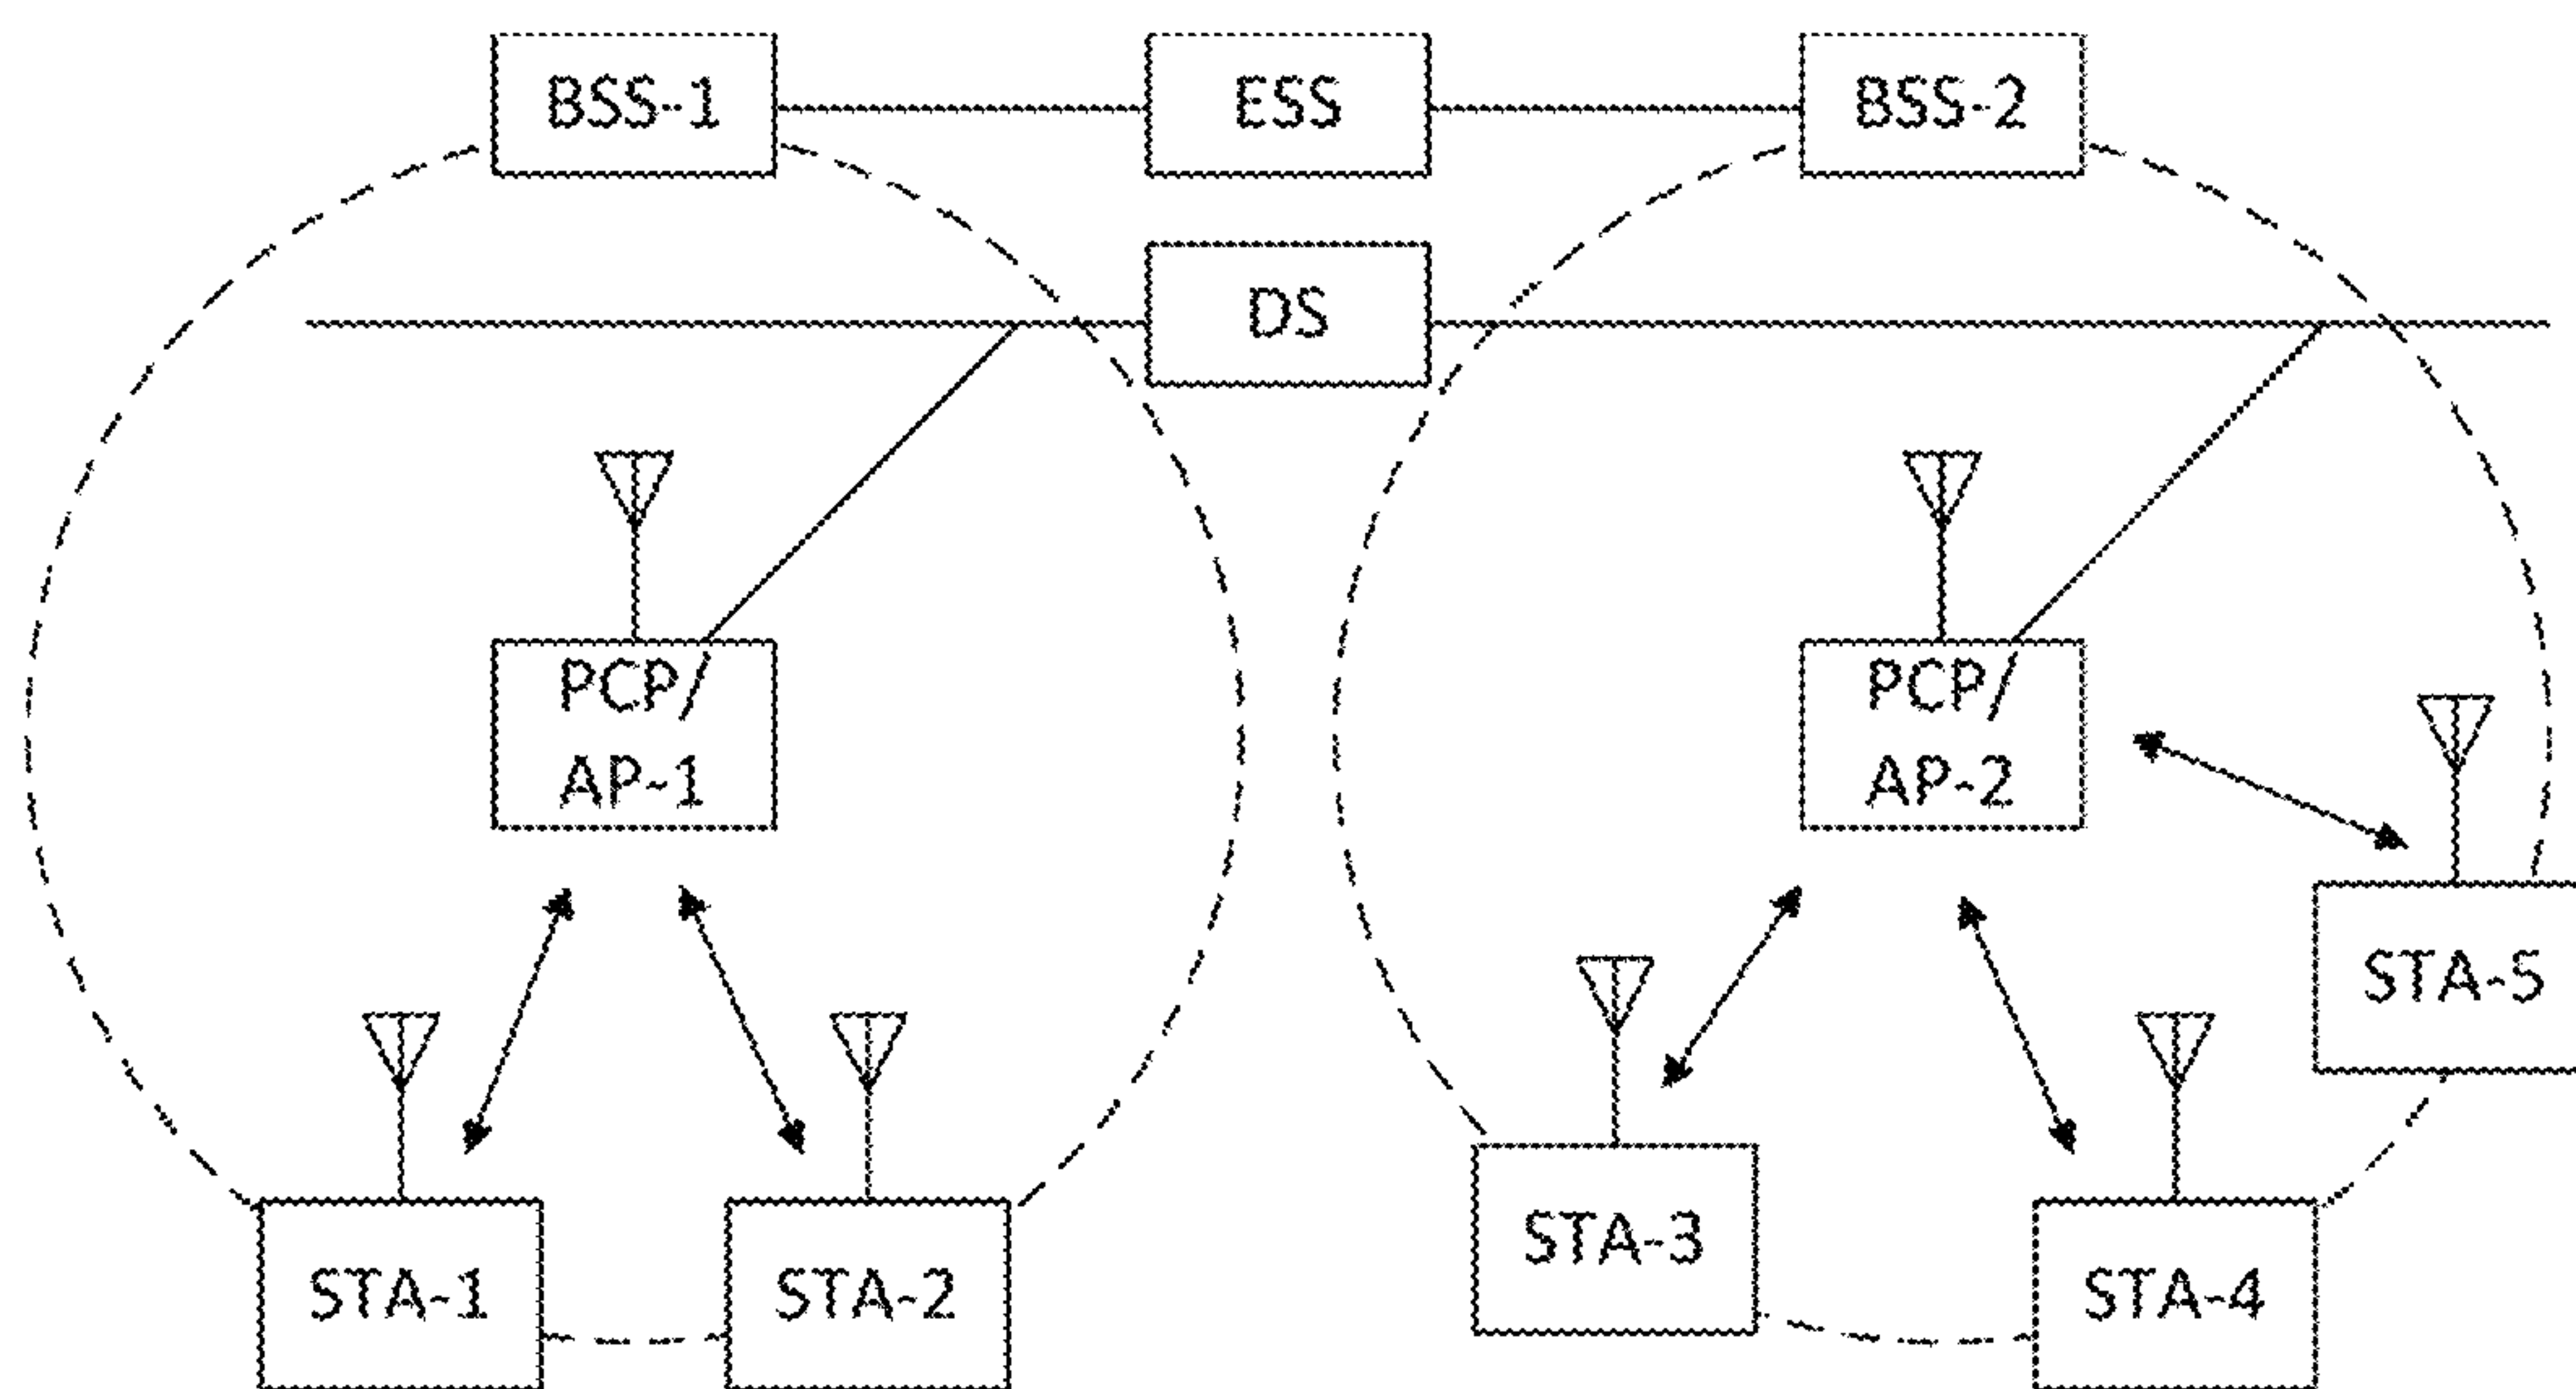 BSS-1
ESS
BSS-2
DS
PCP/
AP-1
PCP/
AP-2
STA-5
STA-3
STA-4
STA-1
STA-2